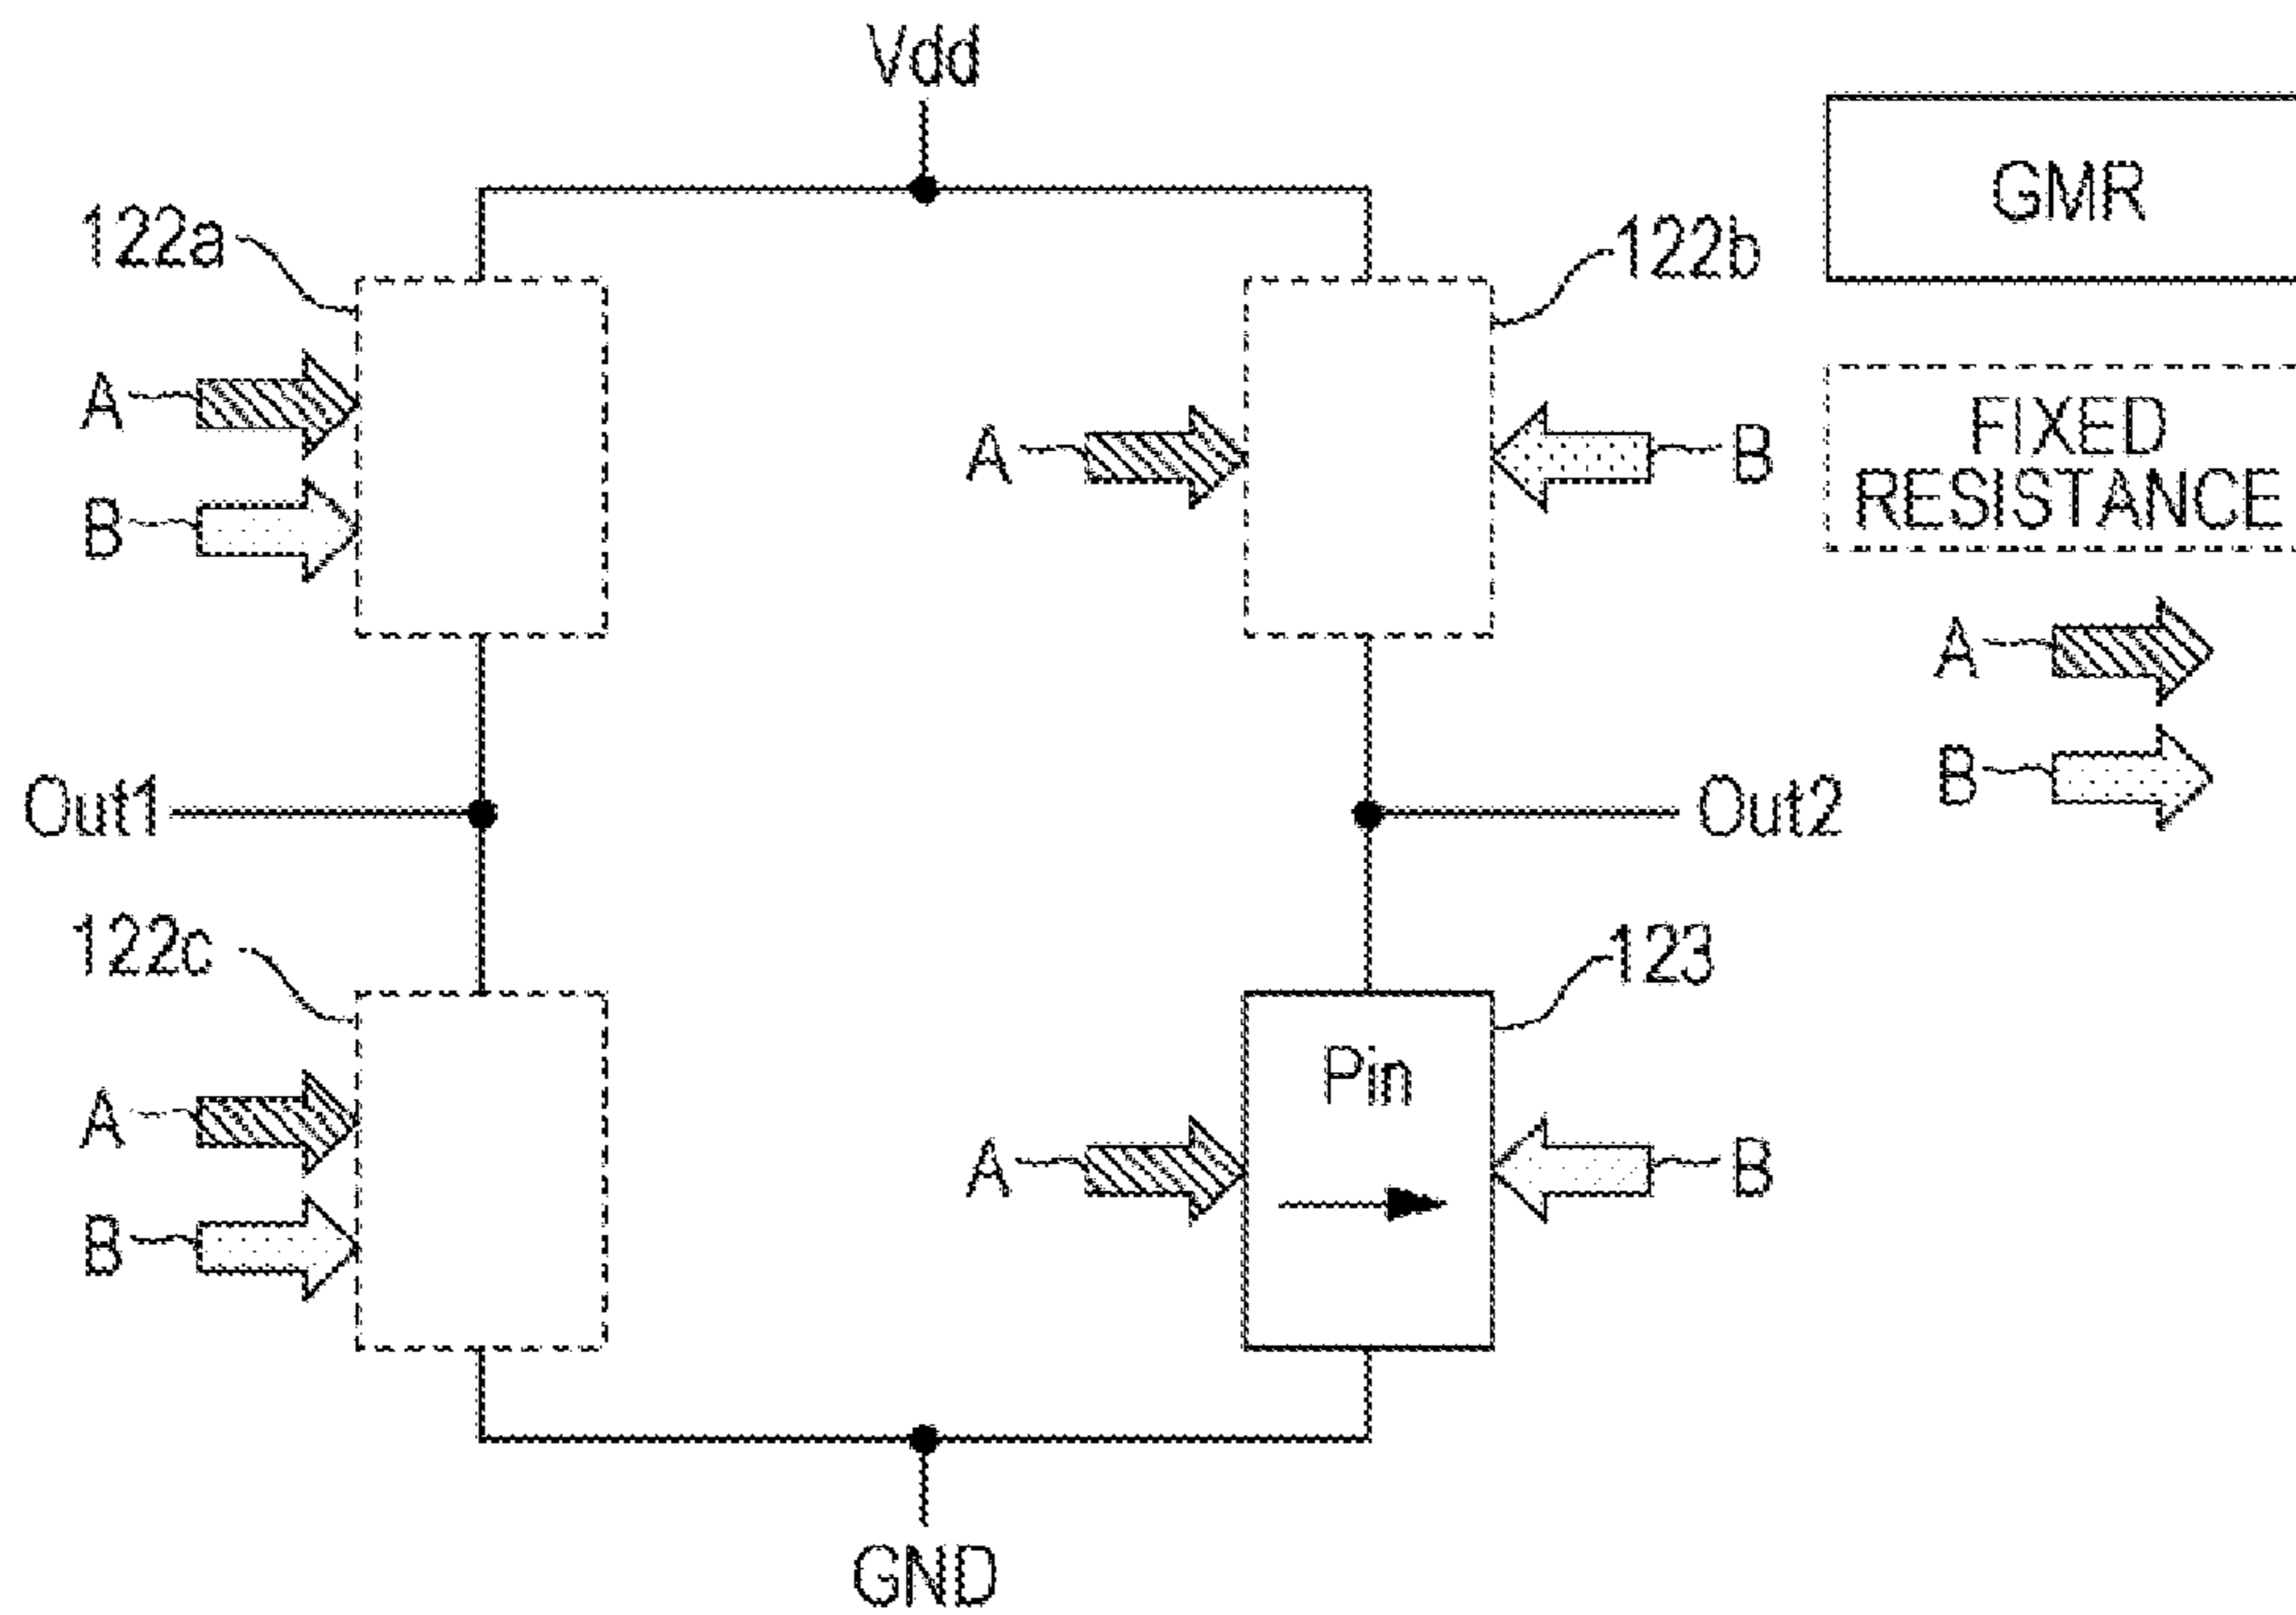 Vdd
122a
122b
GMR
A
B
A
B
FIXED
RESISTANCE
A
B
Out1
Out2
122c
123
A
B
A
Pin
B
GND